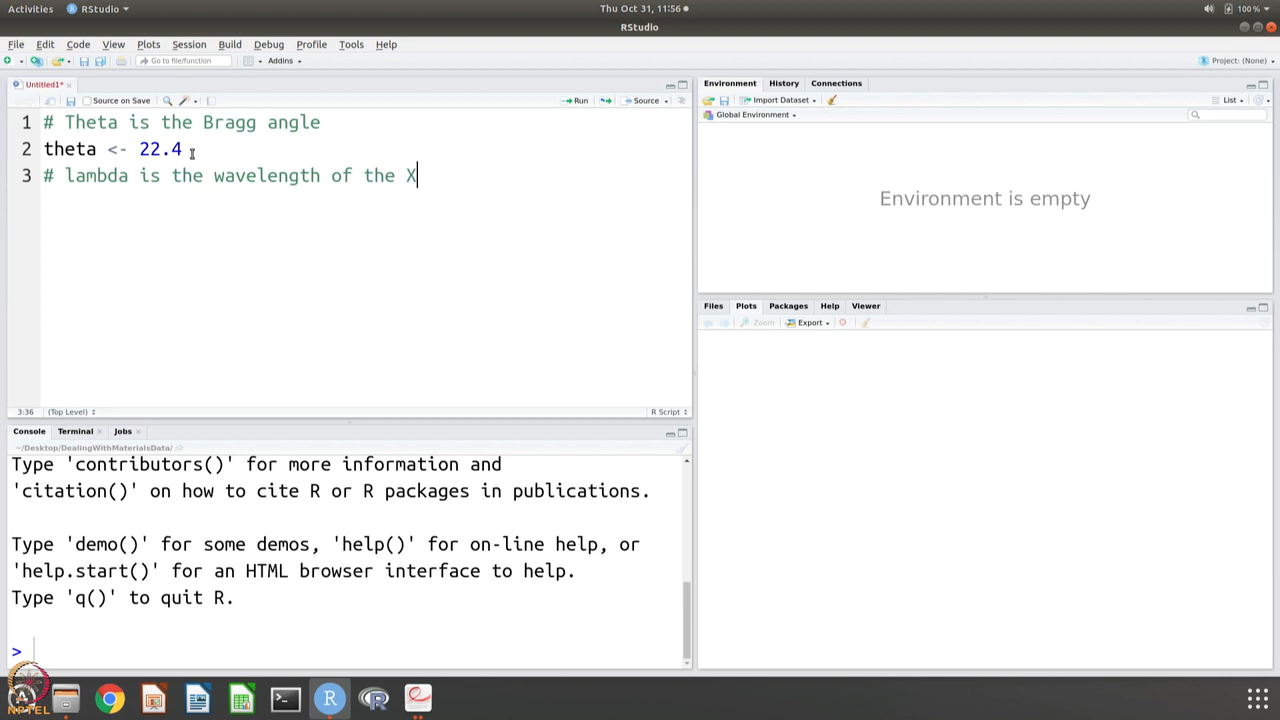 Activities RStudio Thu Oct 31, 11:56 100 %
RStudio
File Edit Code View Plots Session Build Debug Profile Tools Help
Go to file/function Addins Project: (None)
Untitled1*
Source on Save Run Source
1 # Theta is the Bragg angle
2 theta <- 22.4
3 # lambda is the wavelength of the X
3:36 (Top Level) R Script
Console Terminal Jobs
~/Desktop/DealingWithMaterialsData/
Type 'contributors()' for more information and
'citation()' on how to cite R or R packages in publications.
Type 'demo()' for some demos, 'help()' for on-line help, or
'help.start()' for an HTML browser interface to help.
Type 'q()' to quit R.
>
Environment History Connections
Import Dataset List
Global Environment
Environment is empty
Files Plots Packages Help Viewer
Zoom Export
NPTEL